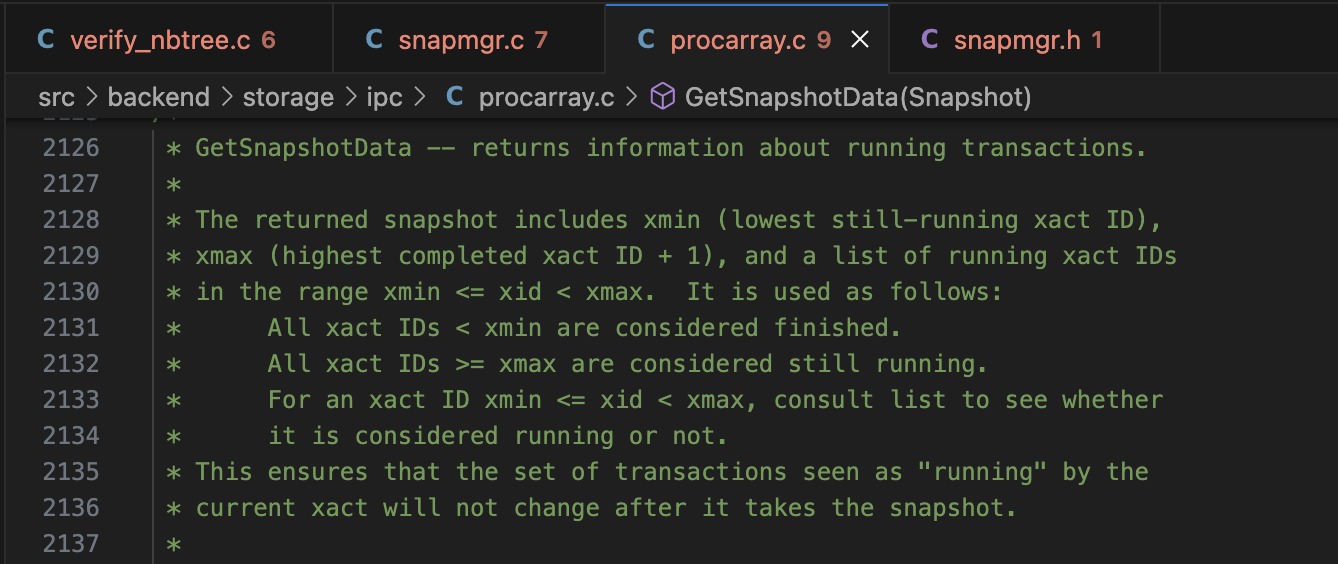 C verify_nbtree.c 6 C snapmgr.c 7 C procarray.c 9 C snapmgr.h 1
src > backend > storage > ipc > C procarray.c > GetSnapshotData(Snapshot)
2126 * GetSnapshotData -- returns information about running transactions.
2127 *
2128 * The returned snapshot includes xmin (lowest still-running xact ID),
2129 * xmax (highest completed xact ID + 1), and a list of running xact IDs
2130 * in the range xmin <= xid < xmax.  It is used as follows:
2131 *      All xact IDs < xmin are considered finished.
2132 *      All xact IDs >= xmax are considered still running.
2133 *      For an xact ID xmin <= xid < xmax, consult list to see whether
2134 *      it is considered running or not.
2135 * This ensures that the set of transactions seen as "running" by the
2136 * current xact will not change after it takes the snapshot.
2137 *